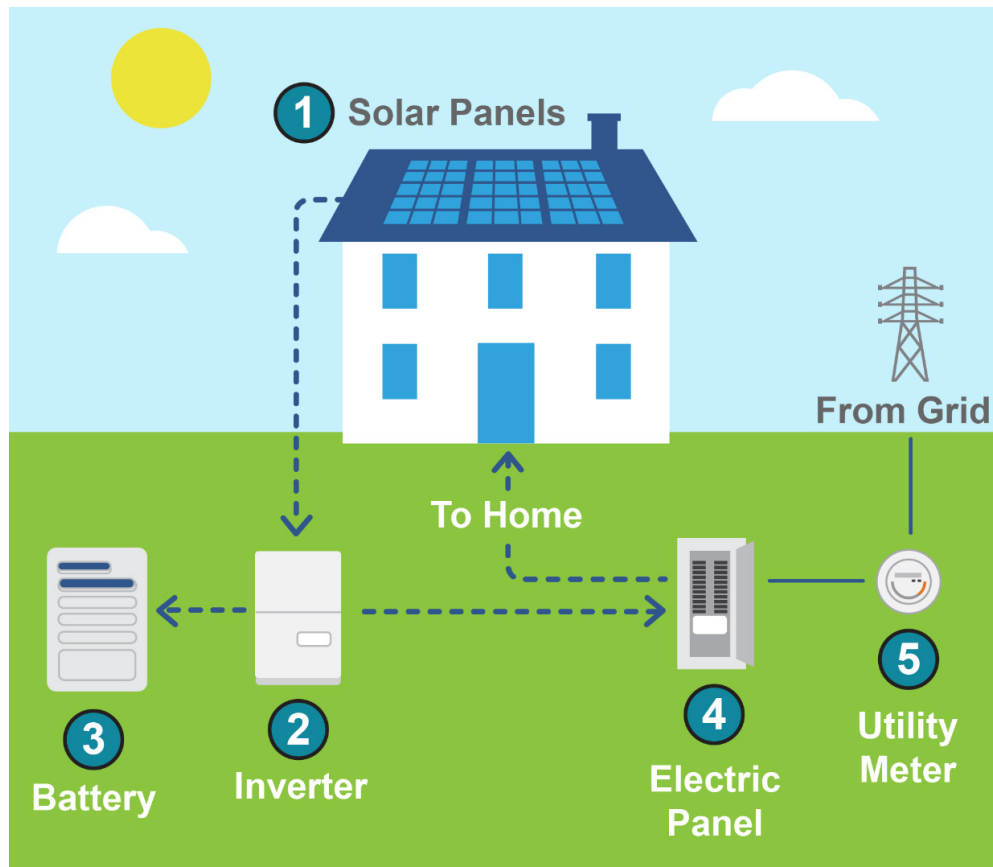 1 Solar Panels
From Grid
To Home
3
Battery
2
Inverter
4
Electric
Panel
5
Utility
Meter